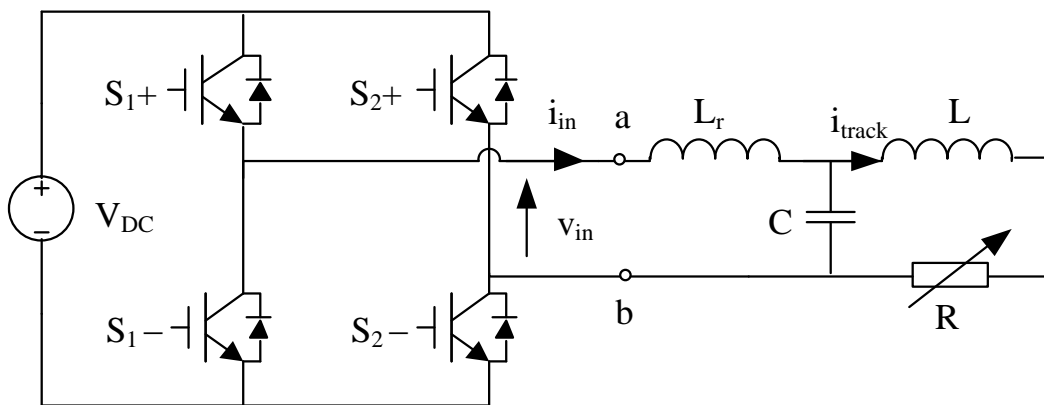 S₁+
S₂+
i_in
a
L_r
i_track
L
+
−
V_DC
v_in
C
S₁−
S₂−
b
R